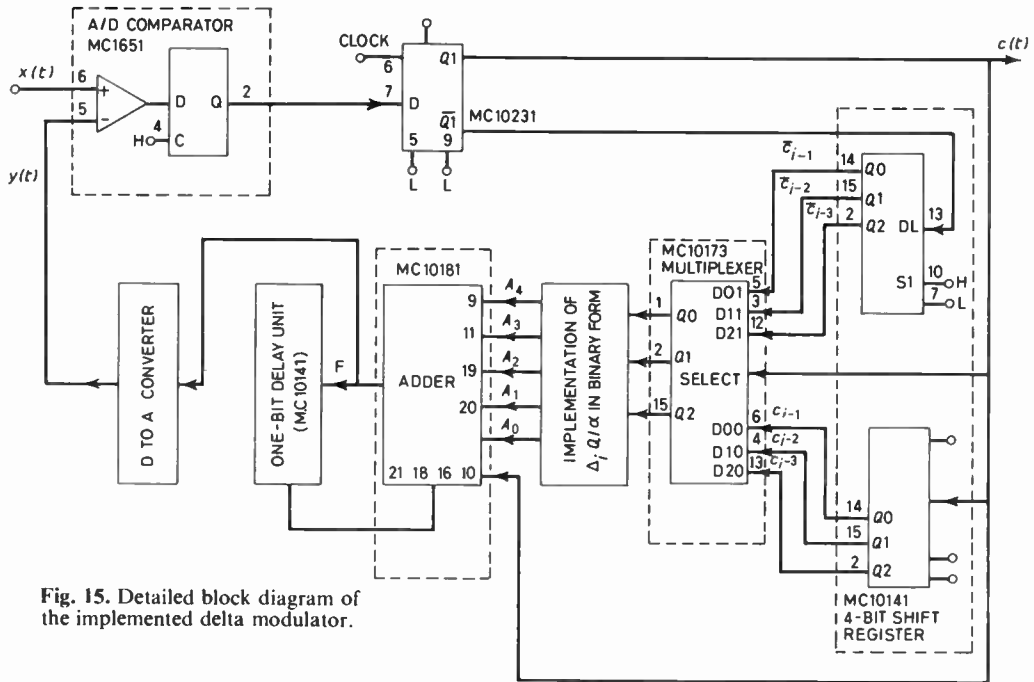 A/D COMPARATOR
MC1651
x(t)
6
+
5
−
4
H
D
Q
C
2
y(t)
CLOCK
6
7
D
Q1
Q̅1̅
5
9
L
L
MC10231
c(t)
c̅i−1
c̅i−2
c̅i−3
14
Q0
15
Q1
2
Q2
DL
13
S1
10
H
7
L
MC10173
MULTIPLEXER
5
D01
3
D11
12
D21
1
Q0
2
Q1
SELECT
15
Q2
6
D00
4
D10
13
D20
ci−1
ci−2
ci−3
14
Q0
15
Q1
2
Q2
MC10141
4-BIT SHIFT
REGISTER
IMPLEMENTATION OF
Δi Q/α IN BINARY FORM
A4
A3
A2
A1
A0
MC10181
9
11
19
20
ADDER
21 18 16 10
F
ONE-BIT DELAY UNIT
(MC10141)
D TO A CONVERTER
Fig. 15. Detailed block diagram of
the implemented delta modulator.